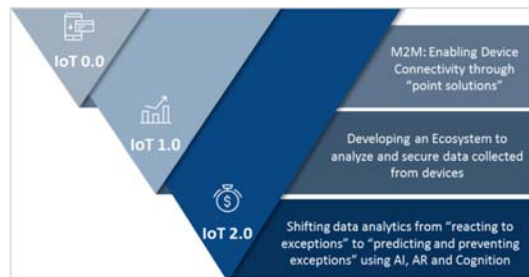 IoT 0.0
M2M: Enabling Device
Connectivity through
“point solutions”
IoT 1.0
Developing an Ecosystem to
analyze and secure data collected
from devices
$
IoT 2.0
Shifting data analytics from “reacting to
exceptions” to “predicting and preventing
exceptions” using AI, AR and Cognition